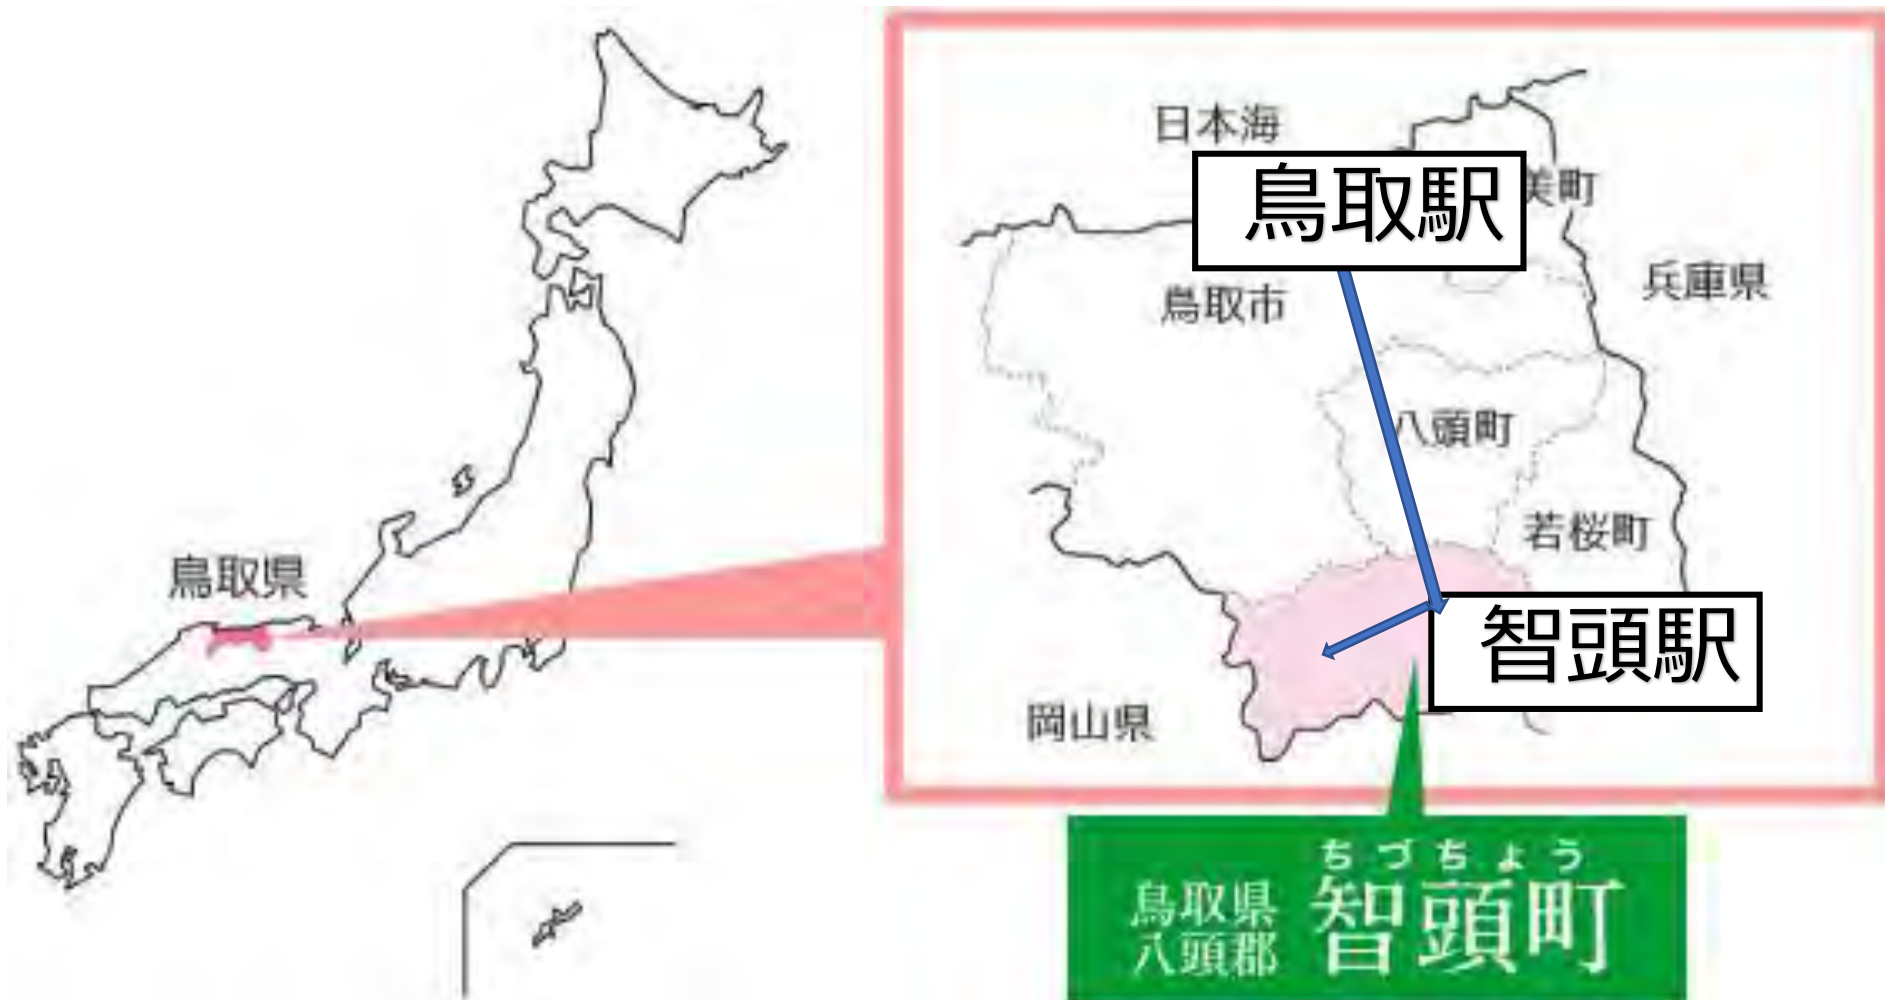 日本海
鳥取駅
美町
兵庫県
鳥取市
八頭町
若桜町
鳥取県
智頭駅
岡山県
ちづちょう
鳥取県
八頭郡
智頭町